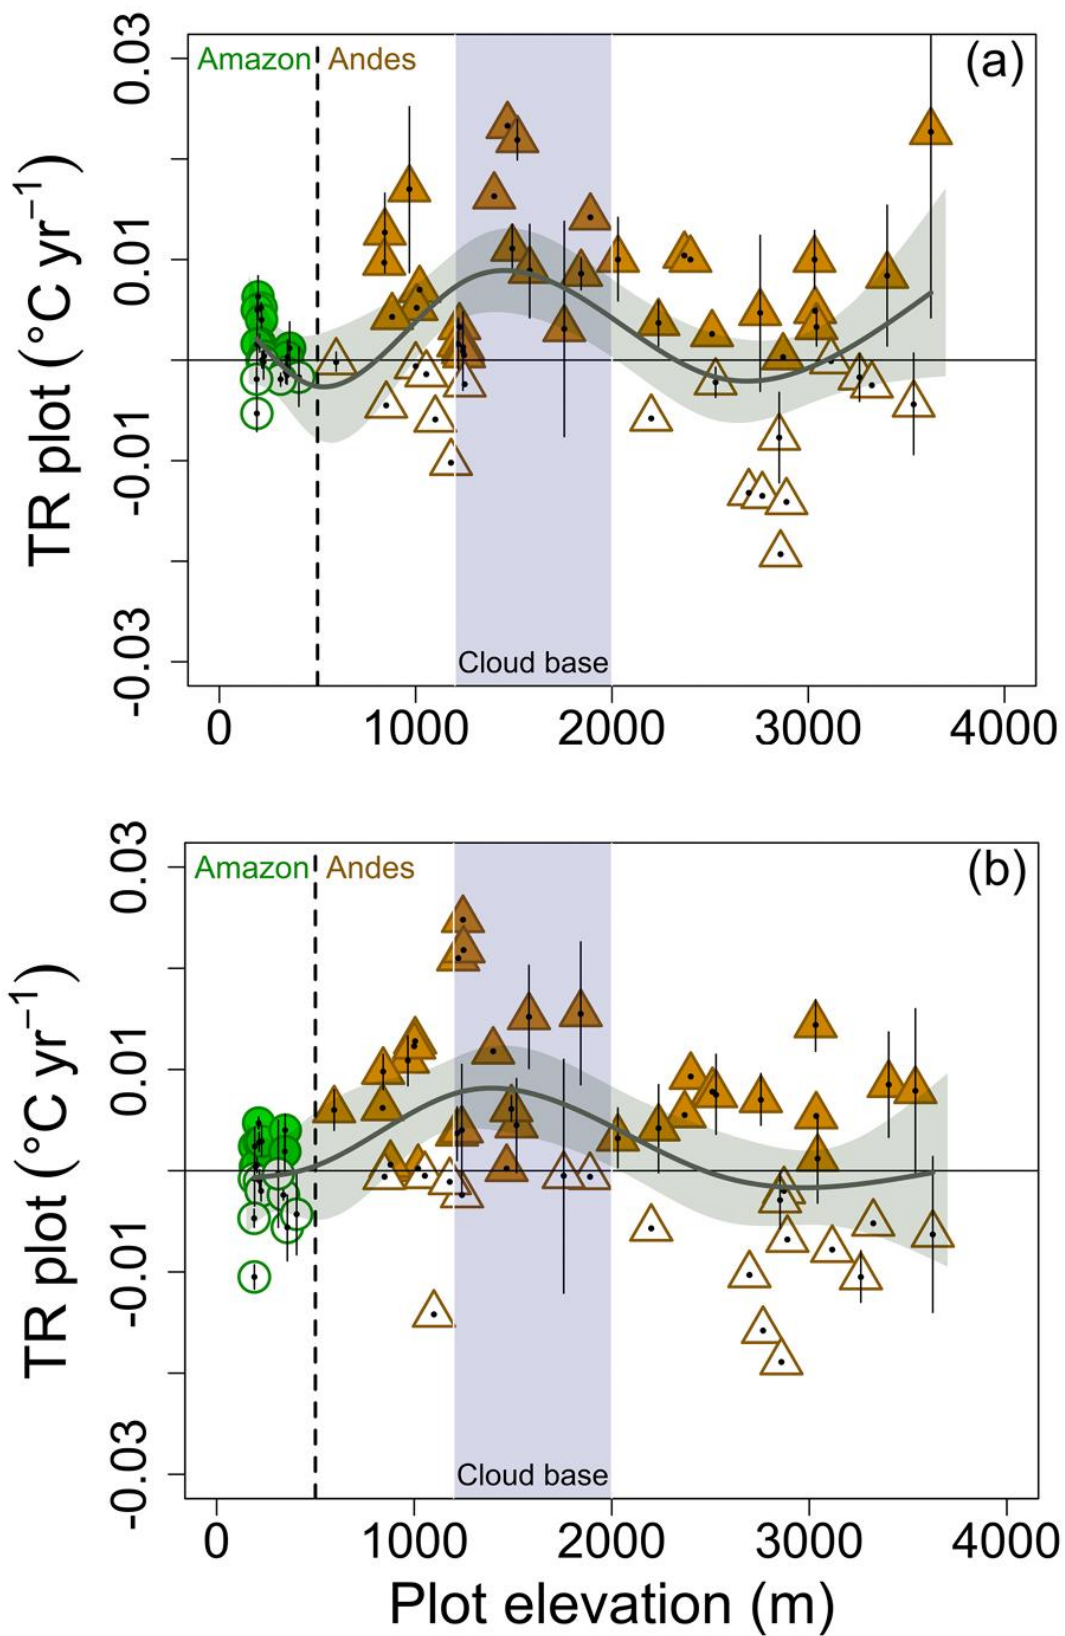 Amazon Andes (a)
0.03
0.01
-0.01
-0.03
TR plot (°C yr−1)
Cloud base
0 1000 2000 3000 4000
Amazon Andes (b)
0.03
0.01
-0.01
-0.03
TR plot (°C yr−1)
Cloud base
0 1000 2000 3000 4000
Plot elevation (m)